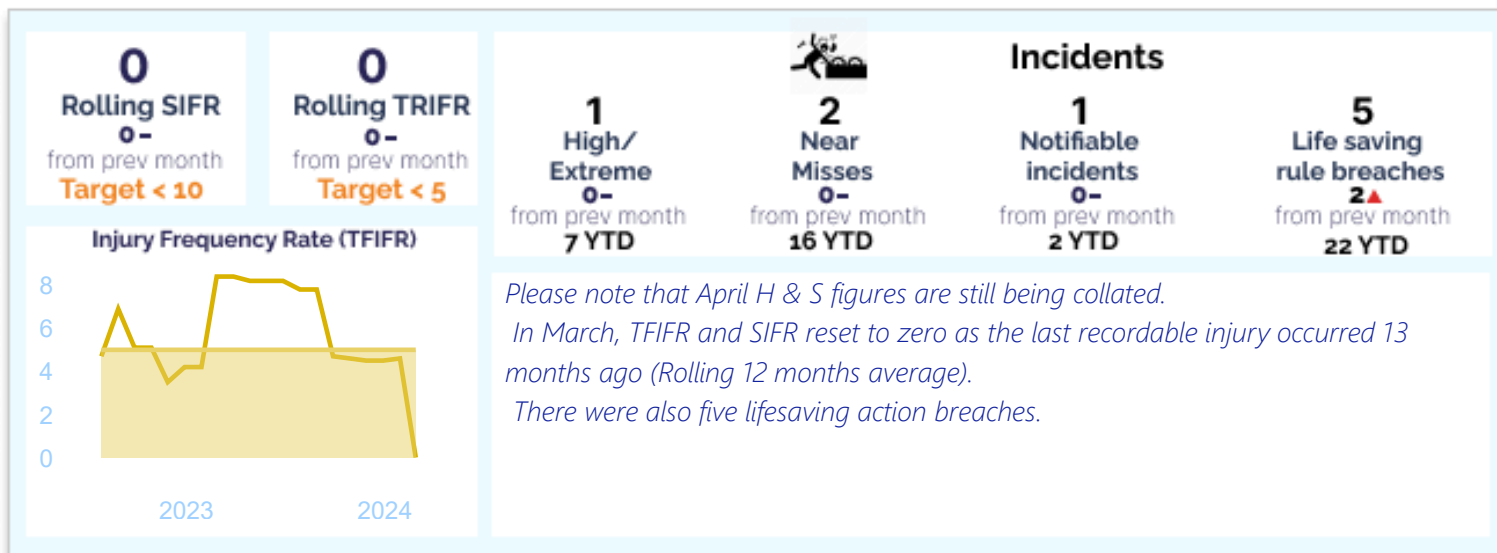 0
Rolling SIFR
0 –
from prev month
Target < 10
0
Rolling TRIFR
0 –
from prev month
Target < 5
Incidents
1
High/
Extreme
0 –
from prev month
7 YTD
2
Near
Misses
0 –
from prev month
16 YTD
1
Notifiable
incidents
0 –
from prev month
2 YTD
5
Life saving
rule breaches
2▲
from prev month
22 YTD
Injury Frequency Rate (TFIFR)
8
6
4
2
0
2023
2024
Please note that April H & S figures are still being collated.
In March, TFIFR and SIFR reset to zero as the last recordable injury occurred 13
months ago (Rolling 12 months average).
There were also five lifesaving action breaches.